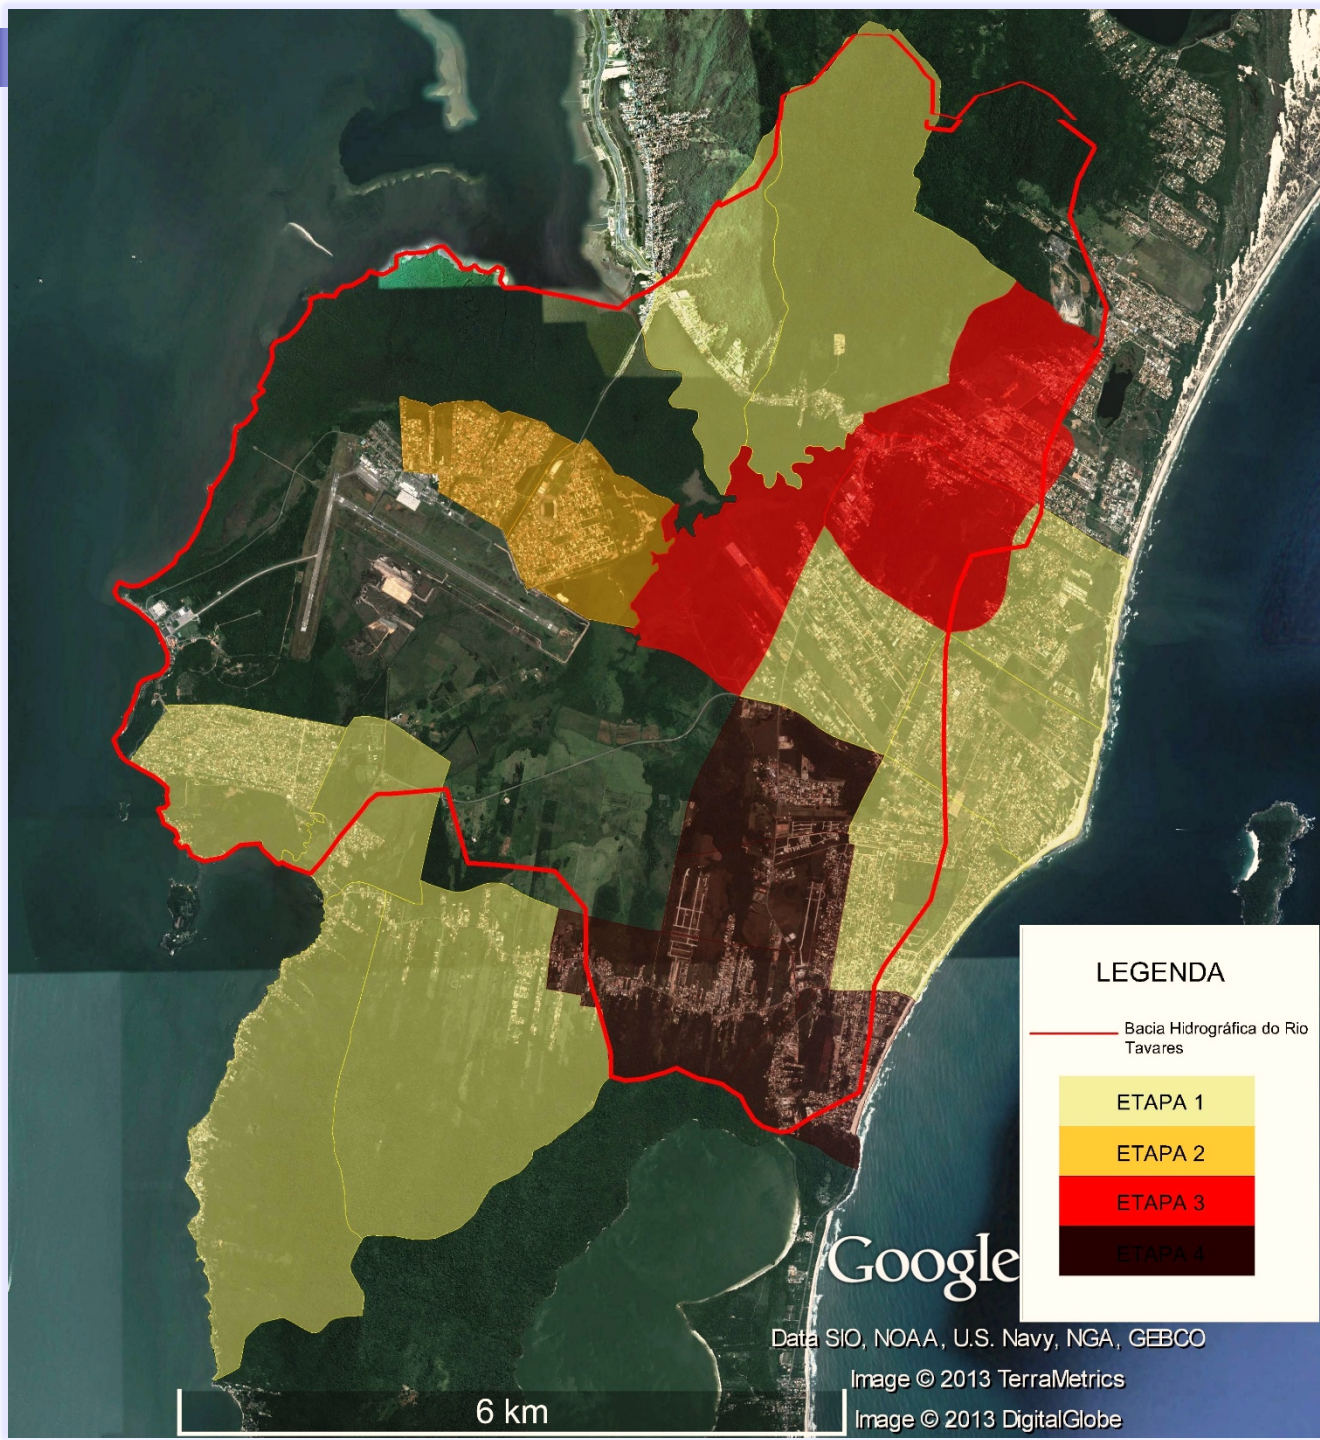 LEGENDA
Bacia Hidrográfica do Rio
Tavares
ETAPA 1
ETAPA 2
ETAPA 3
ETAPA 4
Google
Data SIO, NOAA, U.S. Navy, NGA, GEBCO
Image © 2013 TerraMetrics
Image © 2013 DigitalGlobe
6 km